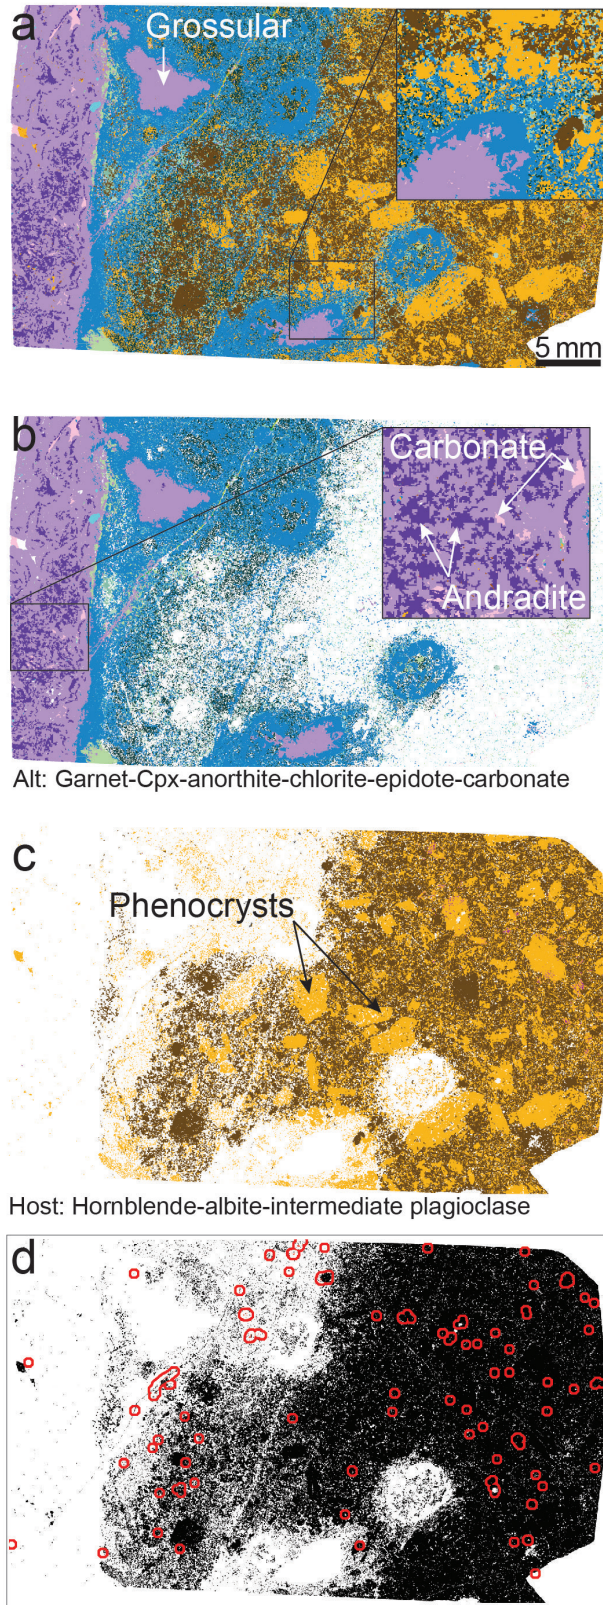 a
Grossular
5 mm
b
Carbonate
Andradite
Alt: Garnet-Cpx-anorthite-chlorite-epidote-carbonate
c
Phenocrysts
Host: Hornblende-albite-intermediate plagioclase
d